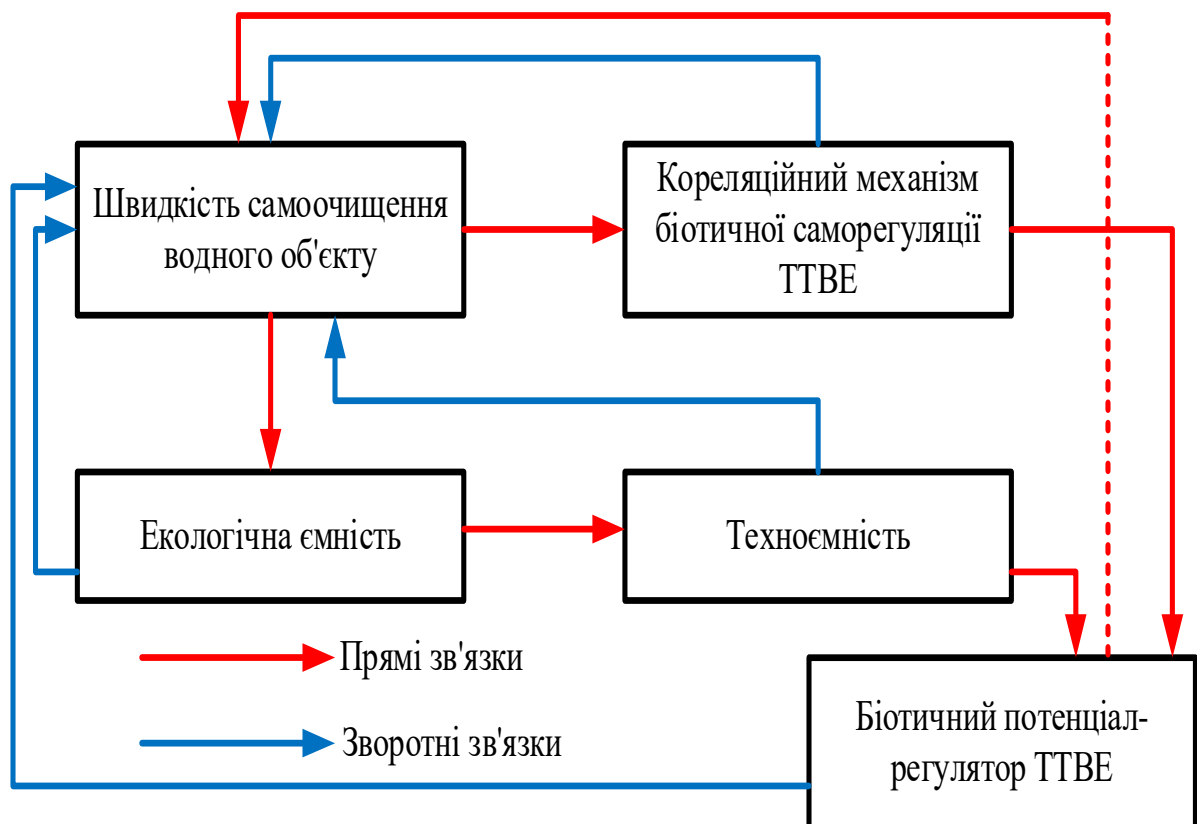 Швидкість самоочищення
водного об'єкту
Кореляційний механізм
біотичної саморегуляції
ТТВЕ
Екологічна ємність
Техноємність
Прямі зв'язки
Зворотні зв'язки
Біотичний потенціал-
регулятор ТТВЕ